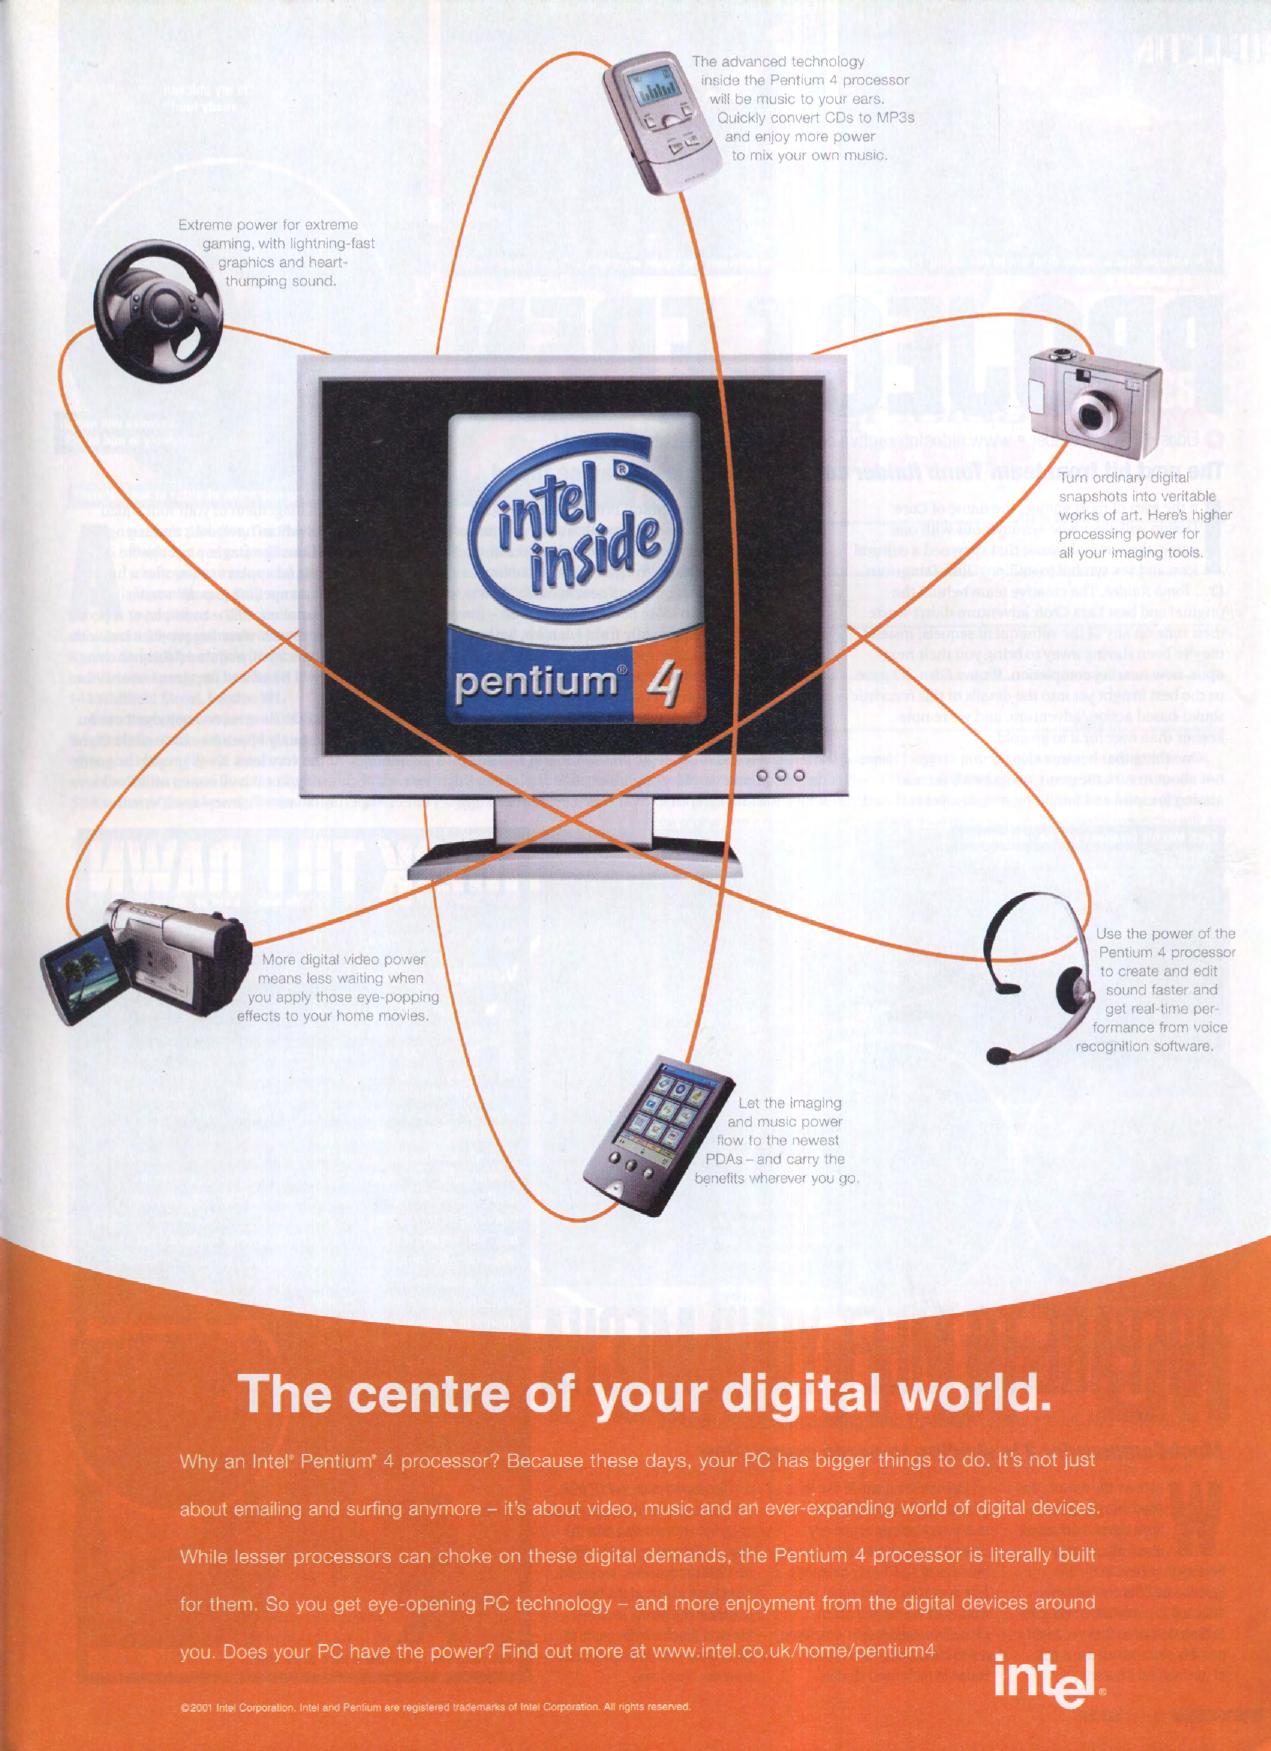 The advanced technology
inside the Pentium 4 processor
will be music to your ears.
Quickly convert CDs to MP3s
and enjoy more power
to mix your own music.
Extreme power for extreme
gaming, with lightning-fast
graphics and heart-
thumping sound.
Turn ordinary digital
snapshots into veritable
works of art. Here's higher
processing power for
all your imaging tools.
intel®
inside
pentium® 4
More digital video power
means less waiting when
you apply those eye-popping
effects to your home movies.
Use the power of the
Pentium 4 processor
to create and edit
sound faster and
get real-time per-
formance from voice
recognition software.
Let the imaging
and music power
flow to the newest
PDAs – and carry the
benefits wherever you go.
The centre of your digital world.
Why an Intel® Pentium® 4 processor? Because these days, your PC has bigger things to do. It's not just
about emailing and surfing anymore – it's about video, music and an ever-expanding world of digital devices.
While lesser processors can choke on these digital demands, the Pentium 4 processor is literally built
for them. So you get eye-opening PC technology – and more enjoyment from the digital devices around
you. Does your PC have the power? Find out more at www.intel.co.uk/home/pentium4
intel®
©2001 Intel Corporation. Intel and Pentium are registered trademarks of Intel Corporation. All rights reserved.